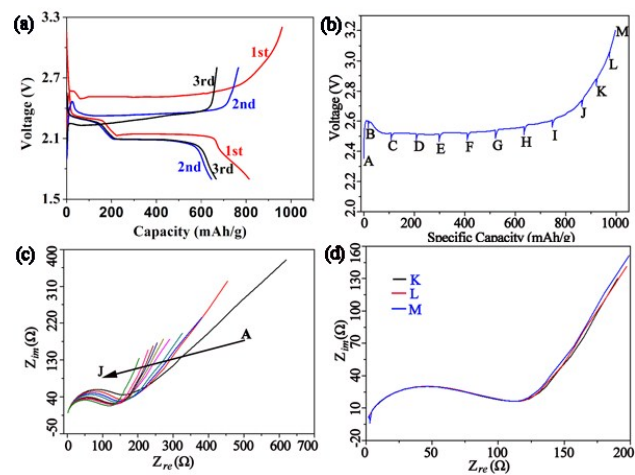 (a)
3.3
2.7
2.1
1.5
Voltage (V)
1st
3rd
2nd
1st
2nd
3rd
0 200 400 600 800 1000
Capacity (mAh/g)
(b)
3.2
3.0
2.8
2.6
2.4
2.2
2.0
Voltage (V)
A
B
C
D
E
F
G
H
I
J
K
L
M
0 200 400 600 800 1000
Specific Capacity (mAh/g)
(c)
400
310
220
130
40
-50
Zim(Ω)
J
A
0 100 200 300 400 500 600 700
Zre(Ω)
(d)
160
130
100
70
40
10
-20
Zim(Ω)
K
L
M
0 50 100 150 200
Zre(Ω)